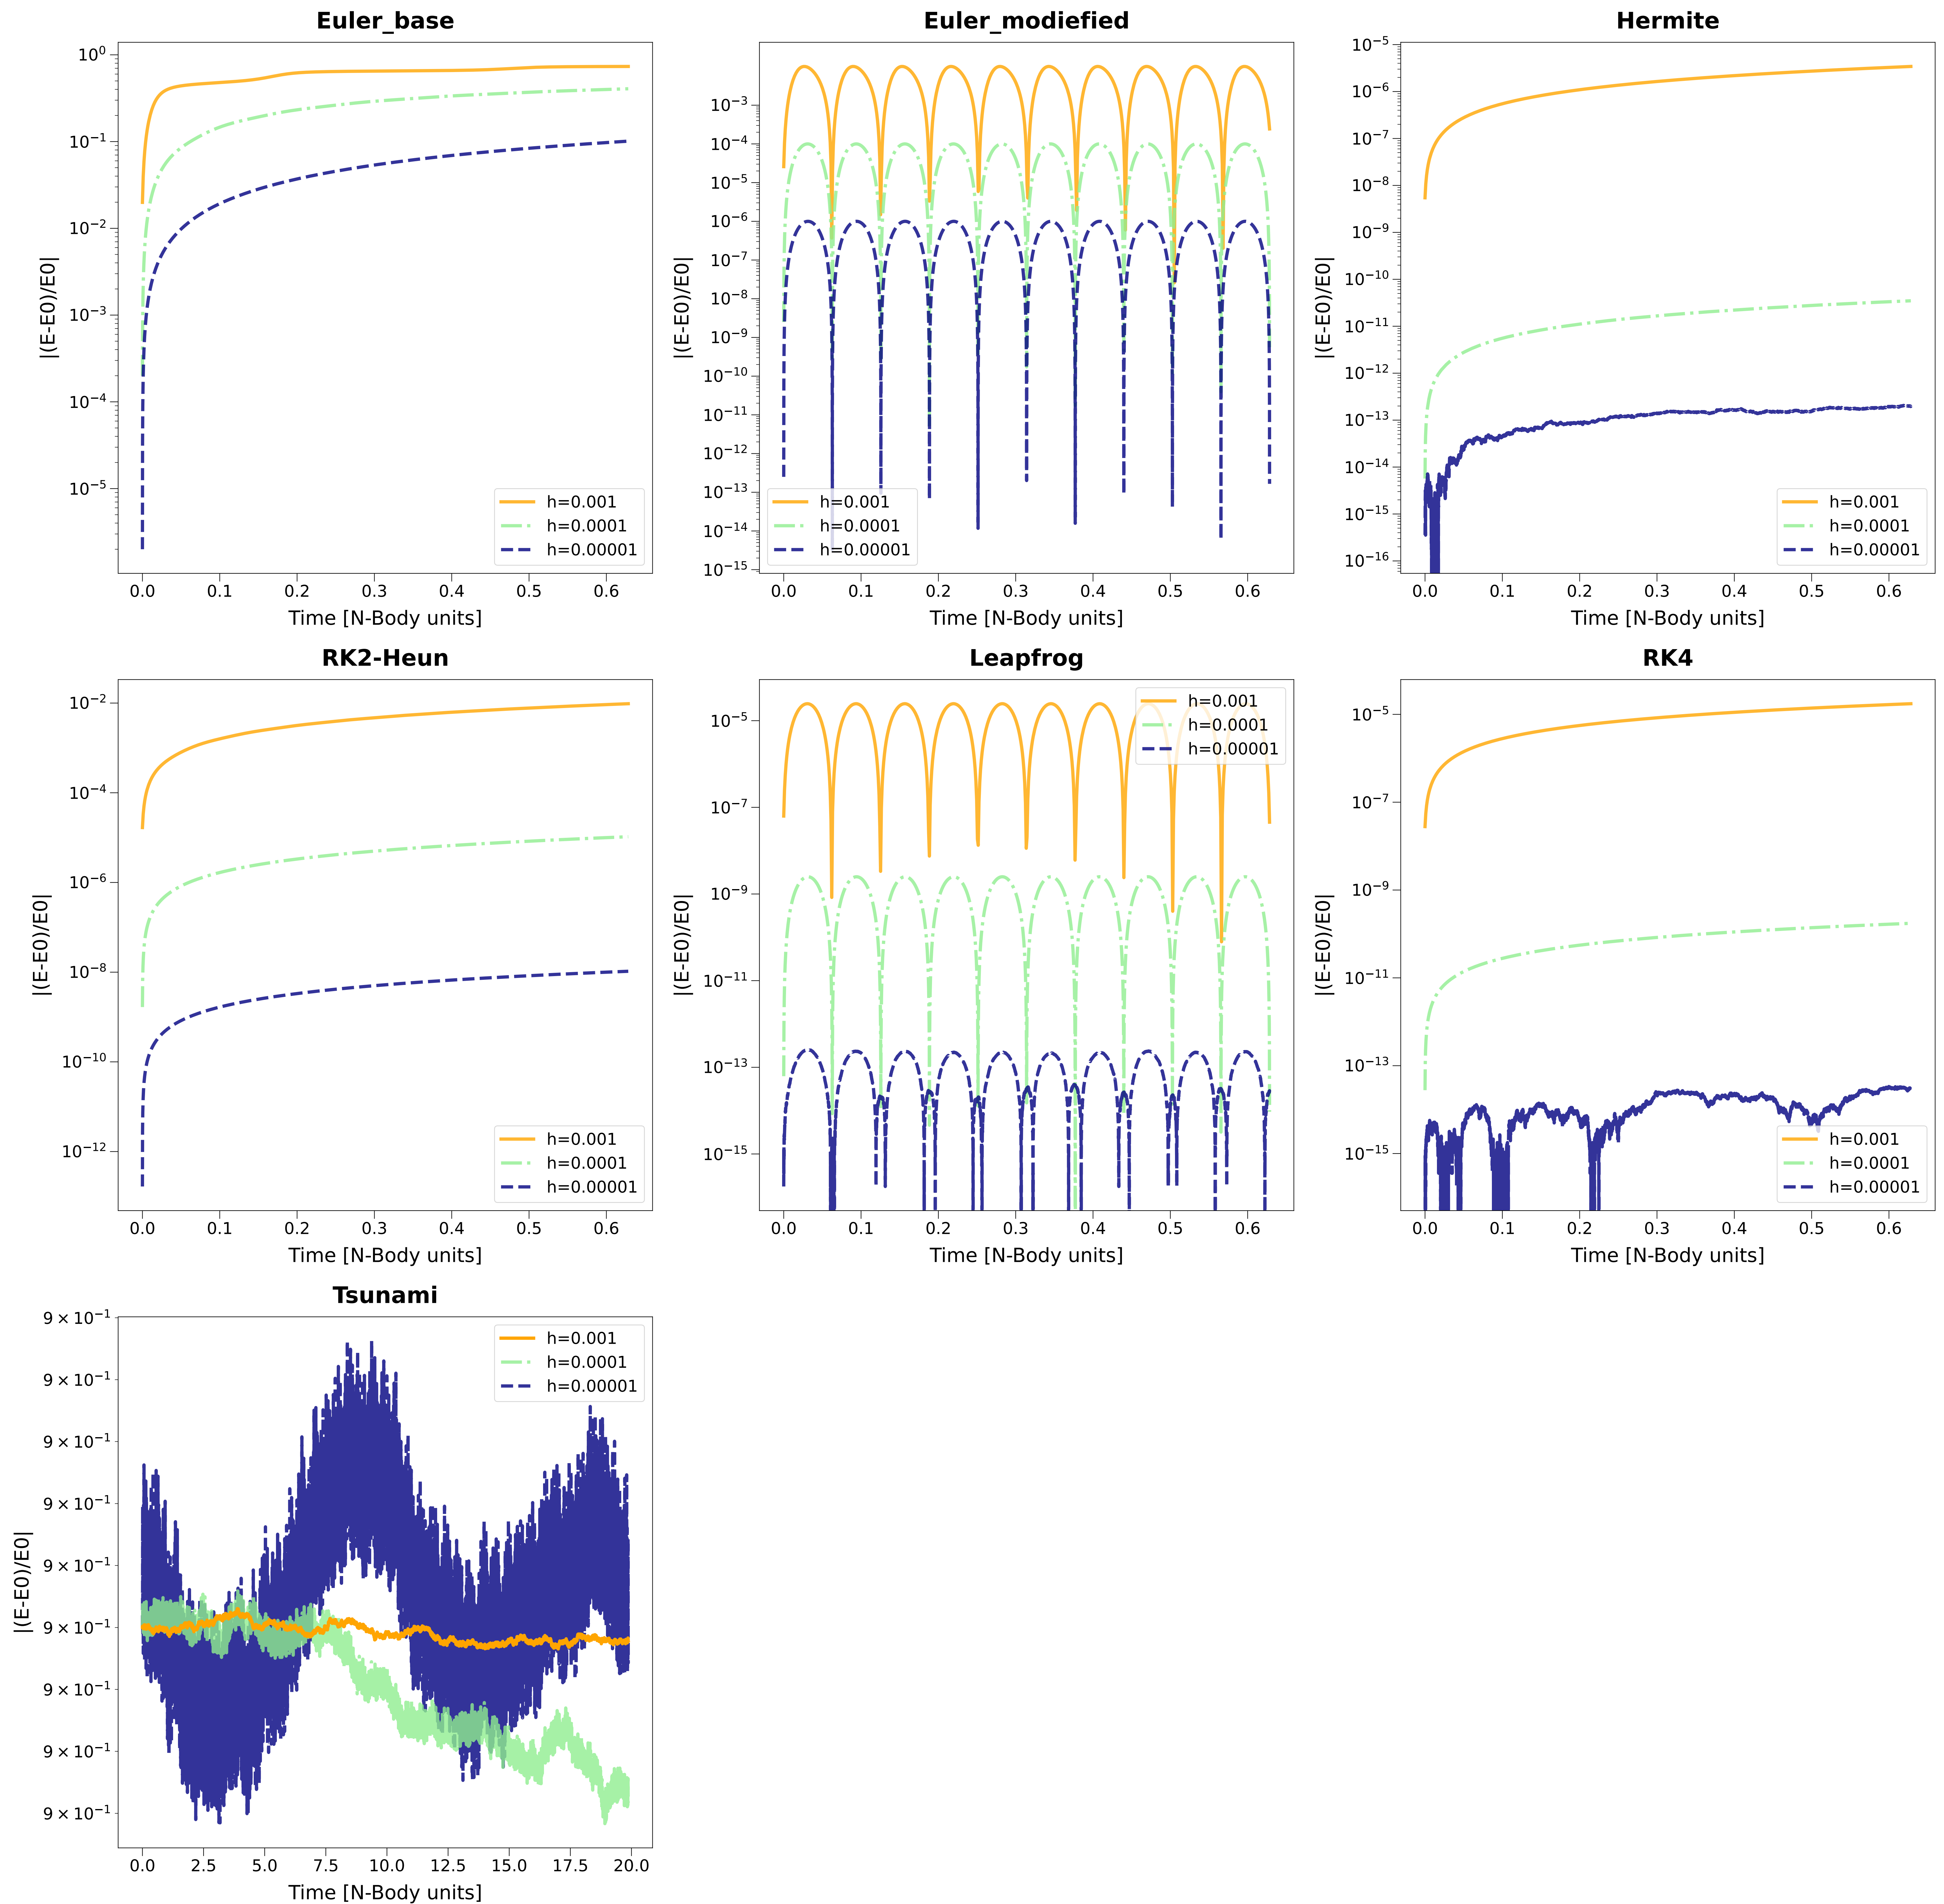 Euler_base
|(E-E0)/E0|
10⁰
10⁻¹
10⁻²
10⁻³
10⁻⁴
10⁻⁵
h=0.001
h=0.0001
h=0.00001
0.0 0.1 0.2 0.3 0.4 0.5 0.6
Time [N-Body units]
Euler_modiefied
|(E-E0)/E0|
10⁻³
10⁻⁴
10⁻⁵
10⁻⁶
10⁻⁷
10⁻⁸
10⁻⁹
10⁻¹⁰
10⁻¹¹
10⁻¹²
10⁻¹³
10⁻¹⁴
10⁻¹⁵
h=0.001
h=0.0001
h=0.00001
0.0 0.1 0.2 0.3 0.4 0.5 0.6
Time [N-Body units]
Hermite
|(E-E0)/E0|
10⁻⁵
10⁻⁶
10⁻⁷
10⁻⁸
10⁻⁹
10⁻¹⁰
10⁻¹¹
10⁻¹²
10⁻¹³
10⁻¹⁴
10⁻¹⁵
10⁻¹⁶
h=0.001
h=0.0001
h=0.00001
0.0 0.1 0.2 0.3 0.4 0.5 0.6
Time [N-Body units]
RK2-Heun
|(E-E0)/E0|
10⁻²
10⁻⁴
10⁻⁶
10⁻⁸
10⁻¹⁰
10⁻¹²
h=0.001
h=0.0001
h=0.00001
0.0 0.1 0.2 0.3 0.4 0.5 0.6
Time [N-Body units]
Leapfrog
|(E-E0)/E0|
10⁻⁵
10⁻⁷
10⁻⁹
10⁻¹¹
10⁻¹³
10⁻¹⁵
h=0.001
h=0.0001
h=0.00001
0.0 0.1 0.2 0.3 0.4 0.5 0.6
Time [N-Body units]
RK4
|(E-E0)/E0|
10⁻⁵
10⁻⁷
10⁻⁹
10⁻¹¹
10⁻¹³
10⁻¹⁵
h=0.001
h=0.0001
h=0.00001
0.0 0.1 0.2 0.3 0.4 0.5 0.6
Time [N-Body units]
Tsunami
|(E-E0)/E0|
9 × 10⁻¹
9 × 10⁻¹
9 × 10⁻¹
9 × 10⁻¹
9 × 10⁻¹
9 × 10⁻¹
9 × 10⁻¹
9 × 10⁻¹
9 × 10⁻¹
h=0.001
h=0.0001
h=0.00001
0.0 2.5 5.0 7.5 10.0 12.5 15.0 17.5 20.0
Time [N-Body units]